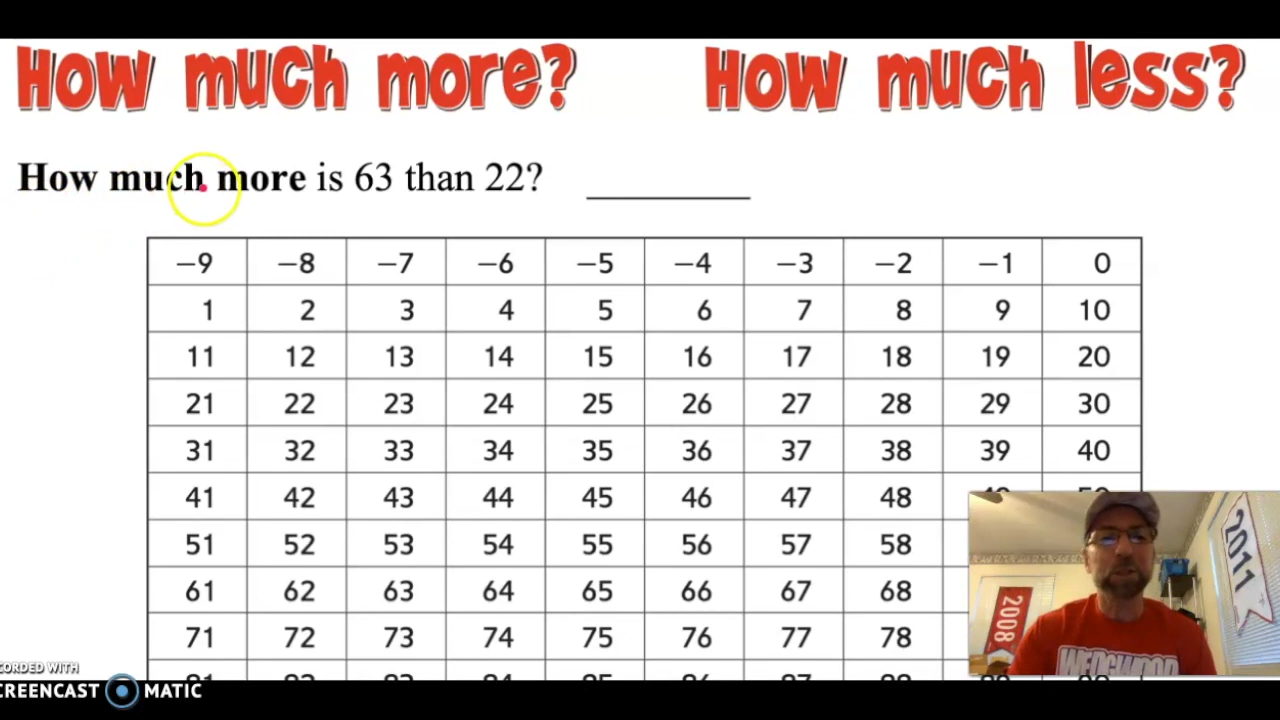 How much more? How much less?
How much more is 63 than 22? __________
–9 –8 –7 –6 –5 –4 –3 –2 –1 0
1 2 3 4 5 6 7 8 9 10
11 12 13 14 15 16 17 18 19 20
21 22 23 24 25 26 27 28 29 30
31 32 33 34 35 36 37 38 39 40
41 42 43 44 45 46 47 48
51 52 53 54 55 56 57 58
61 62 63 64 65 66 67 68
71 72 73 74 75 76 77 78
2011
2008
WEDGWOOD
CORDED WITH
CREENCAST MATIC